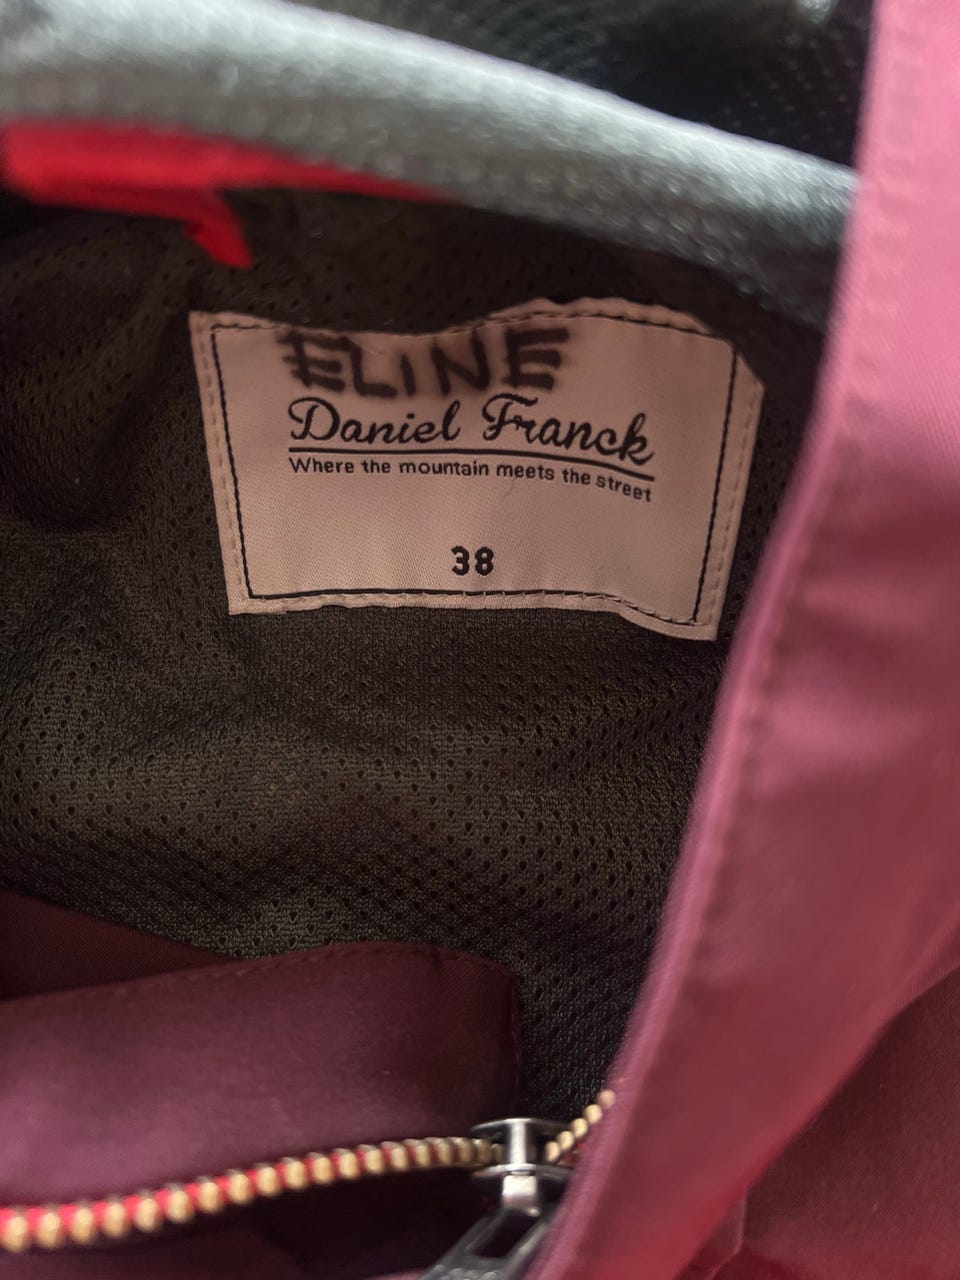 ELINE
Daniel Franck
Where the mountain meets the street
38